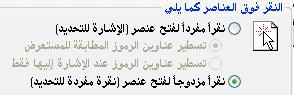 النقر فوق العناصر كما يلي
نقراً مفرداً لفتح عنصر (الإشارة للتحديد)
تسطير عناوين الرموز المطابقة للمستعرض
تسطير عناوين الرموز عند الإشارة إليها فقط
نقراً مزدوجاً لفتح عنصر (نقرة مفردة للتحديد)